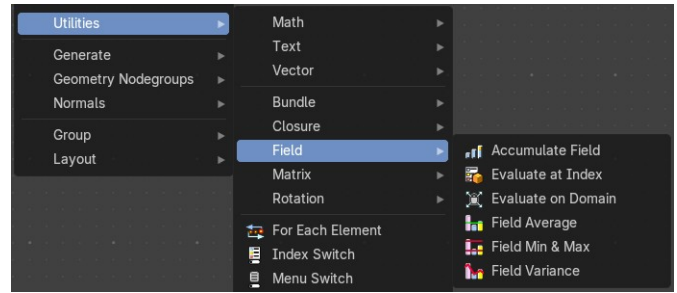 Utilities
Generate
Geometry Nodegroups
Normals
Group
Layout
Math
Text
Vector
Bundle
Closure
Field
Matrix
Rotation
For Each Element
Index Switch
Menu Switch
Accumulate Field
Evaluate at Index
Evaluate on Domain
Field Average
Field Min & Max
Field Variance